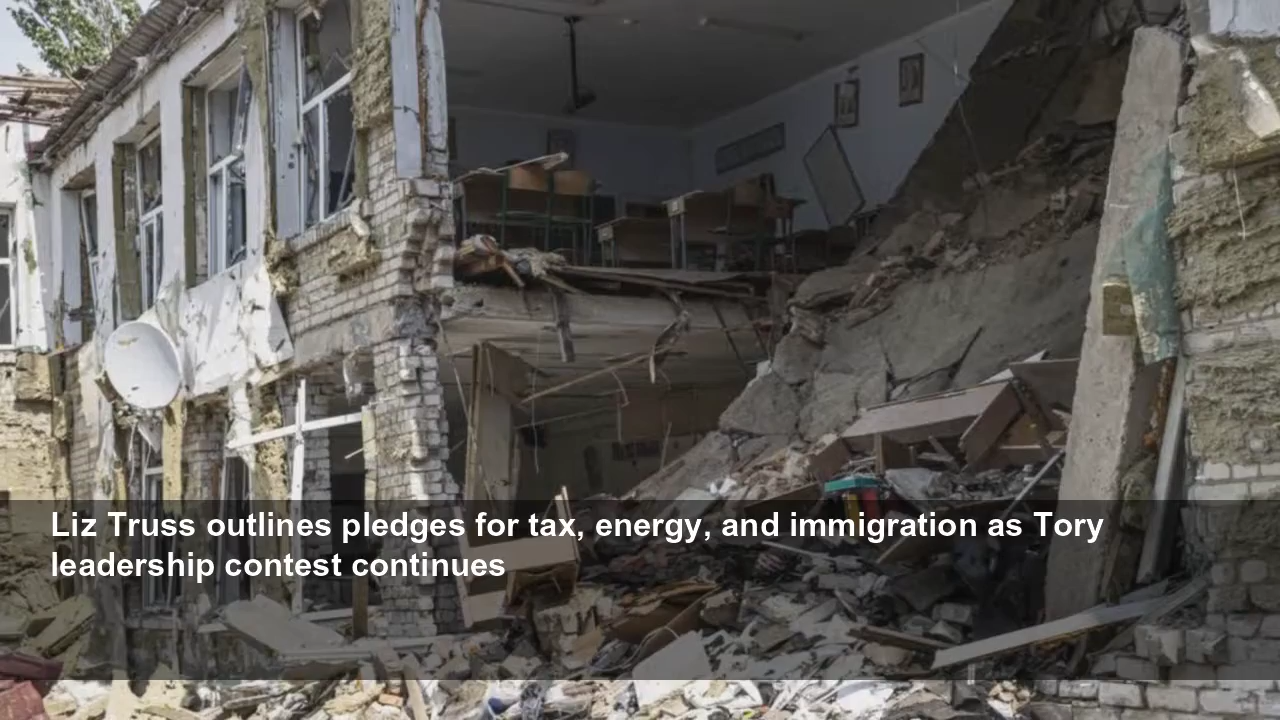 Liz Truss outlines pledges for tax, energy, and immigration as Tory
leadership contest continues